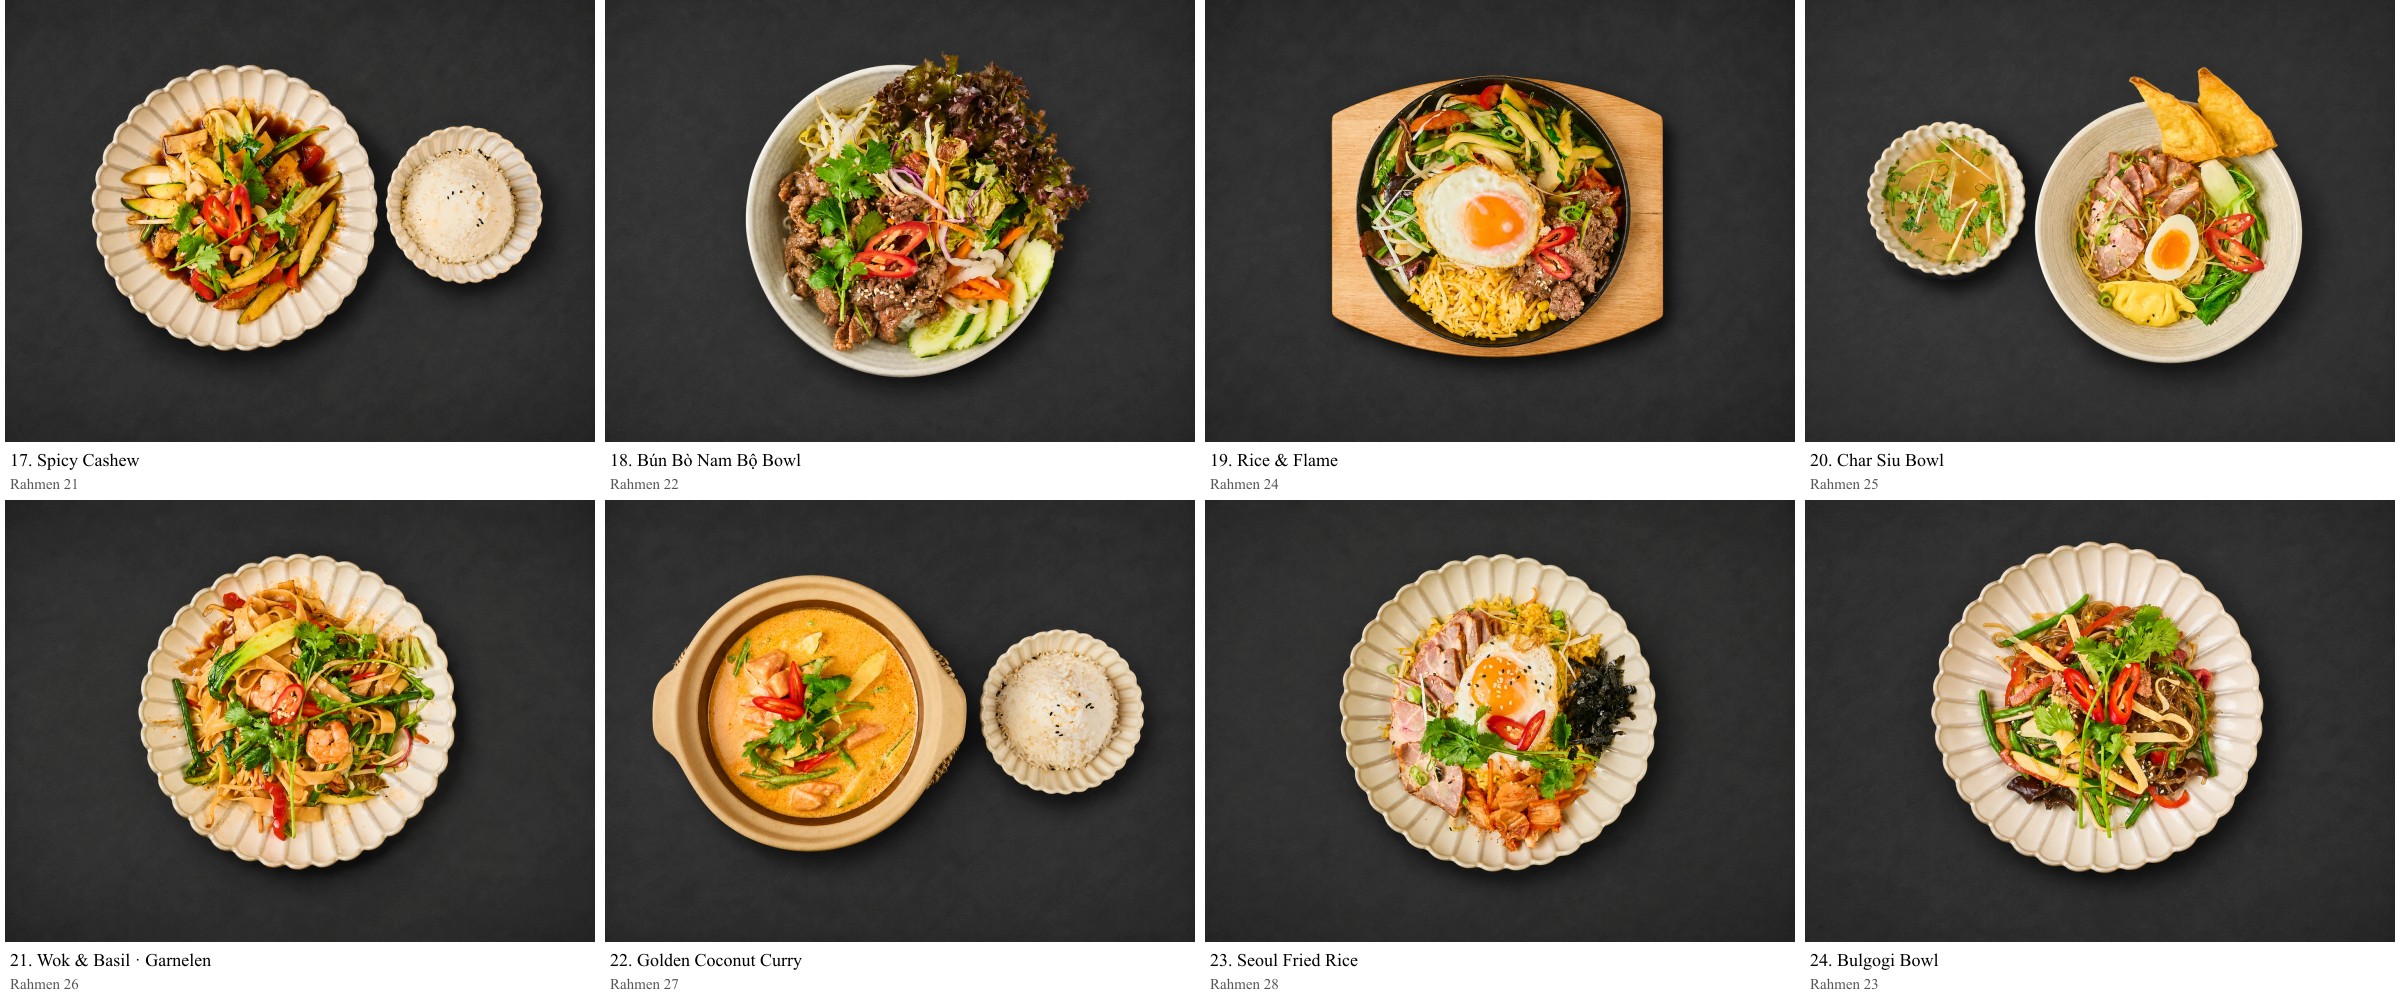 17. Spicy Cashew
Rahmen 21
18. Bún Bò Nam Bộ Bowl
Rahmen 22
19. Rice & Flame
Rahmen 24
20. Char Siu Bowl
Rahmen 25
21. Wok & Basil · Garnelen
Rahmen 26
22. Golden Coconut Curry
Rahmen 27
23. Seoul Fried Rice
Rahmen 28
24. Bulgogi Bowl
Rahmen 23